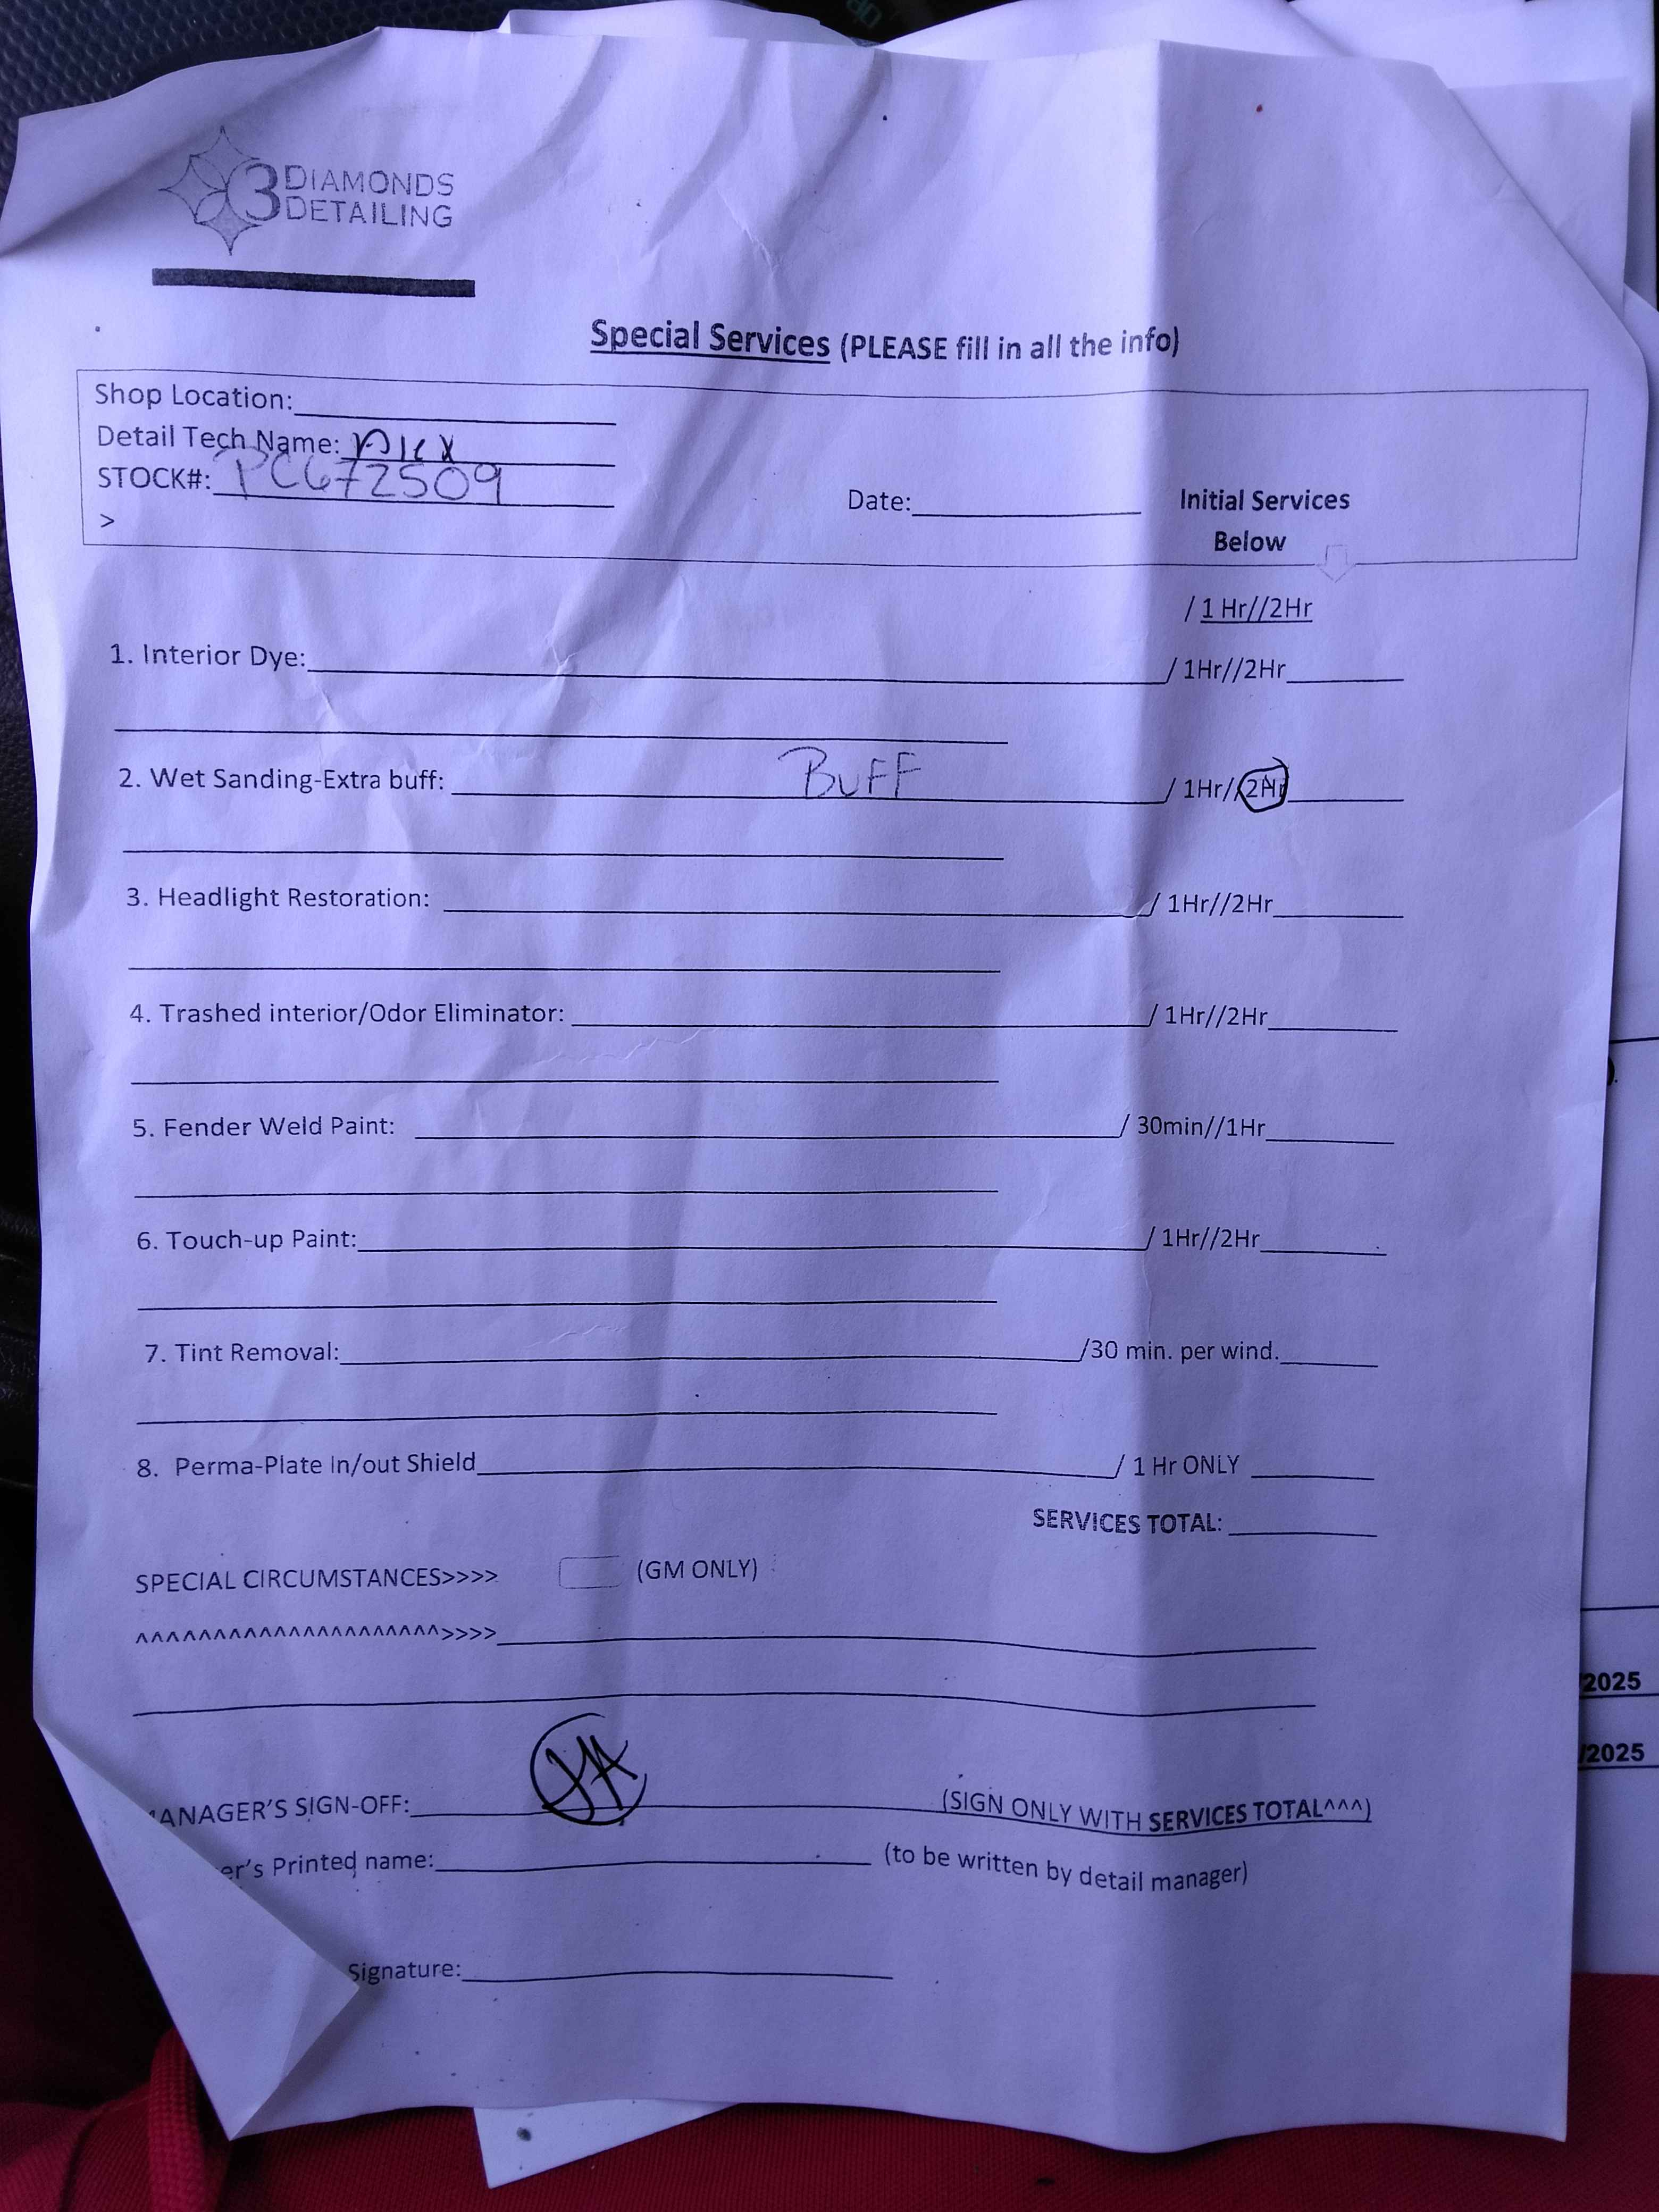 3 DIAMONDS
DETAILING
Special Services (PLEASE fill in all the info)
Shop Location:
Detail Tech Name: Alex
STOCK#: PC672509
Date:
Initial Services
Below
>
/ 1 Hr//2Hr
1. Interior Dye: / 1Hr//2Hr
2. Wet Sanding-Extra buff: BUFF / 1Hr//2Hr
3. Headlight Restoration: / 1Hr//2Hr
4. Trashed interior/Odor Eliminator: / 1Hr//2Hr
5. Fender Weld Paint: / 30min//1Hr
6. Touch-up Paint: / 1Hr//2Hr
7. Tint Removal: /30 min. per wind.
8. Perma-Plate In/out Shield / 1 Hr ONLY
SERVICES TOTAL:
SPECIAL CIRCUMSTANCES>>>> (GM ONLY)
^^^^^^^^^^^^^^^^^^^^^>>>>
2025
/2025
JA
ANAGER'S SIGN-OFF: (SIGN ONLY WITH SERVICES TOTAL^^^)
er's Printed name: (to be written by detail manager)
Signature: